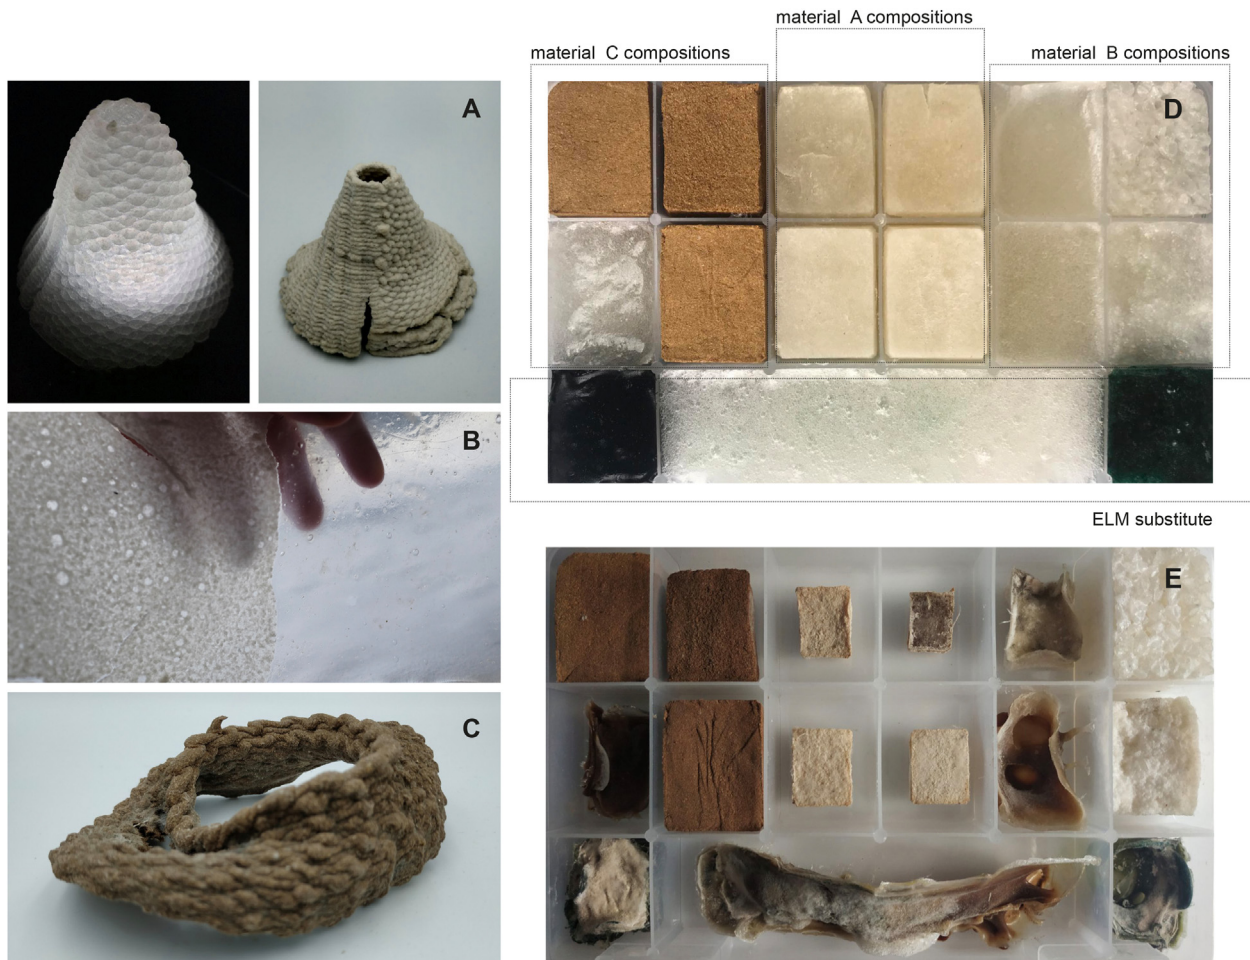 material A compositions
material C compositions
material B compositions
A
D
B
ELM substitute
E
C